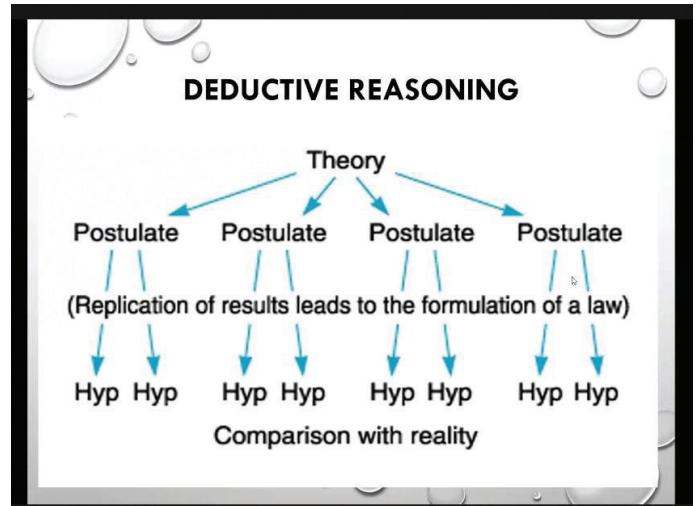 DEDUCTIVE REASONING
Theory
Postulate Postulate Postulate Postulate
(Replication of results leads to the formulation of a law)
Hyp Hyp Hyp Hyp Hyp Hyp Hyp Hyp
Comparison with reality